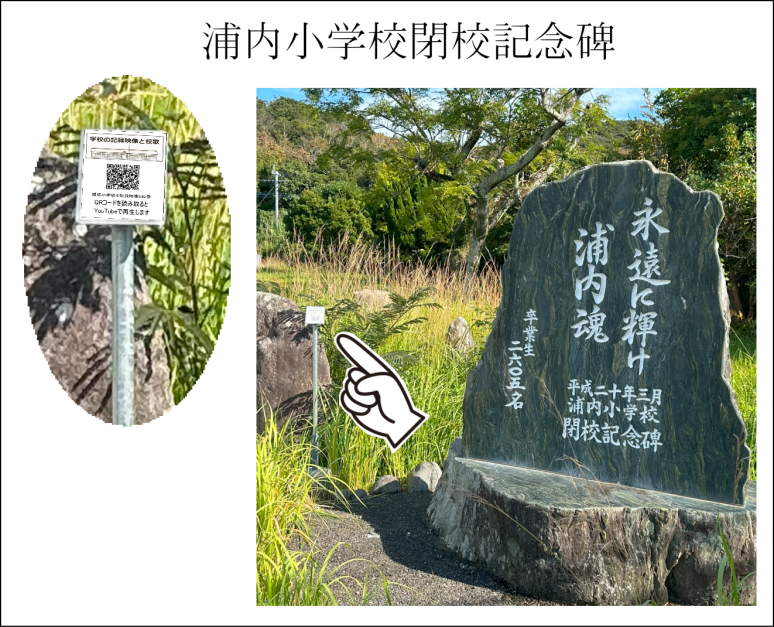 浦内小学校閉校記念碑
学校の記録映像と校歌
QRコードを読み取ると
YouTubeで再生します
永遠に輝け
浦内魂
卒業生
二六〇五名
平成二十年三月
浦内小学校
閉校記念碑